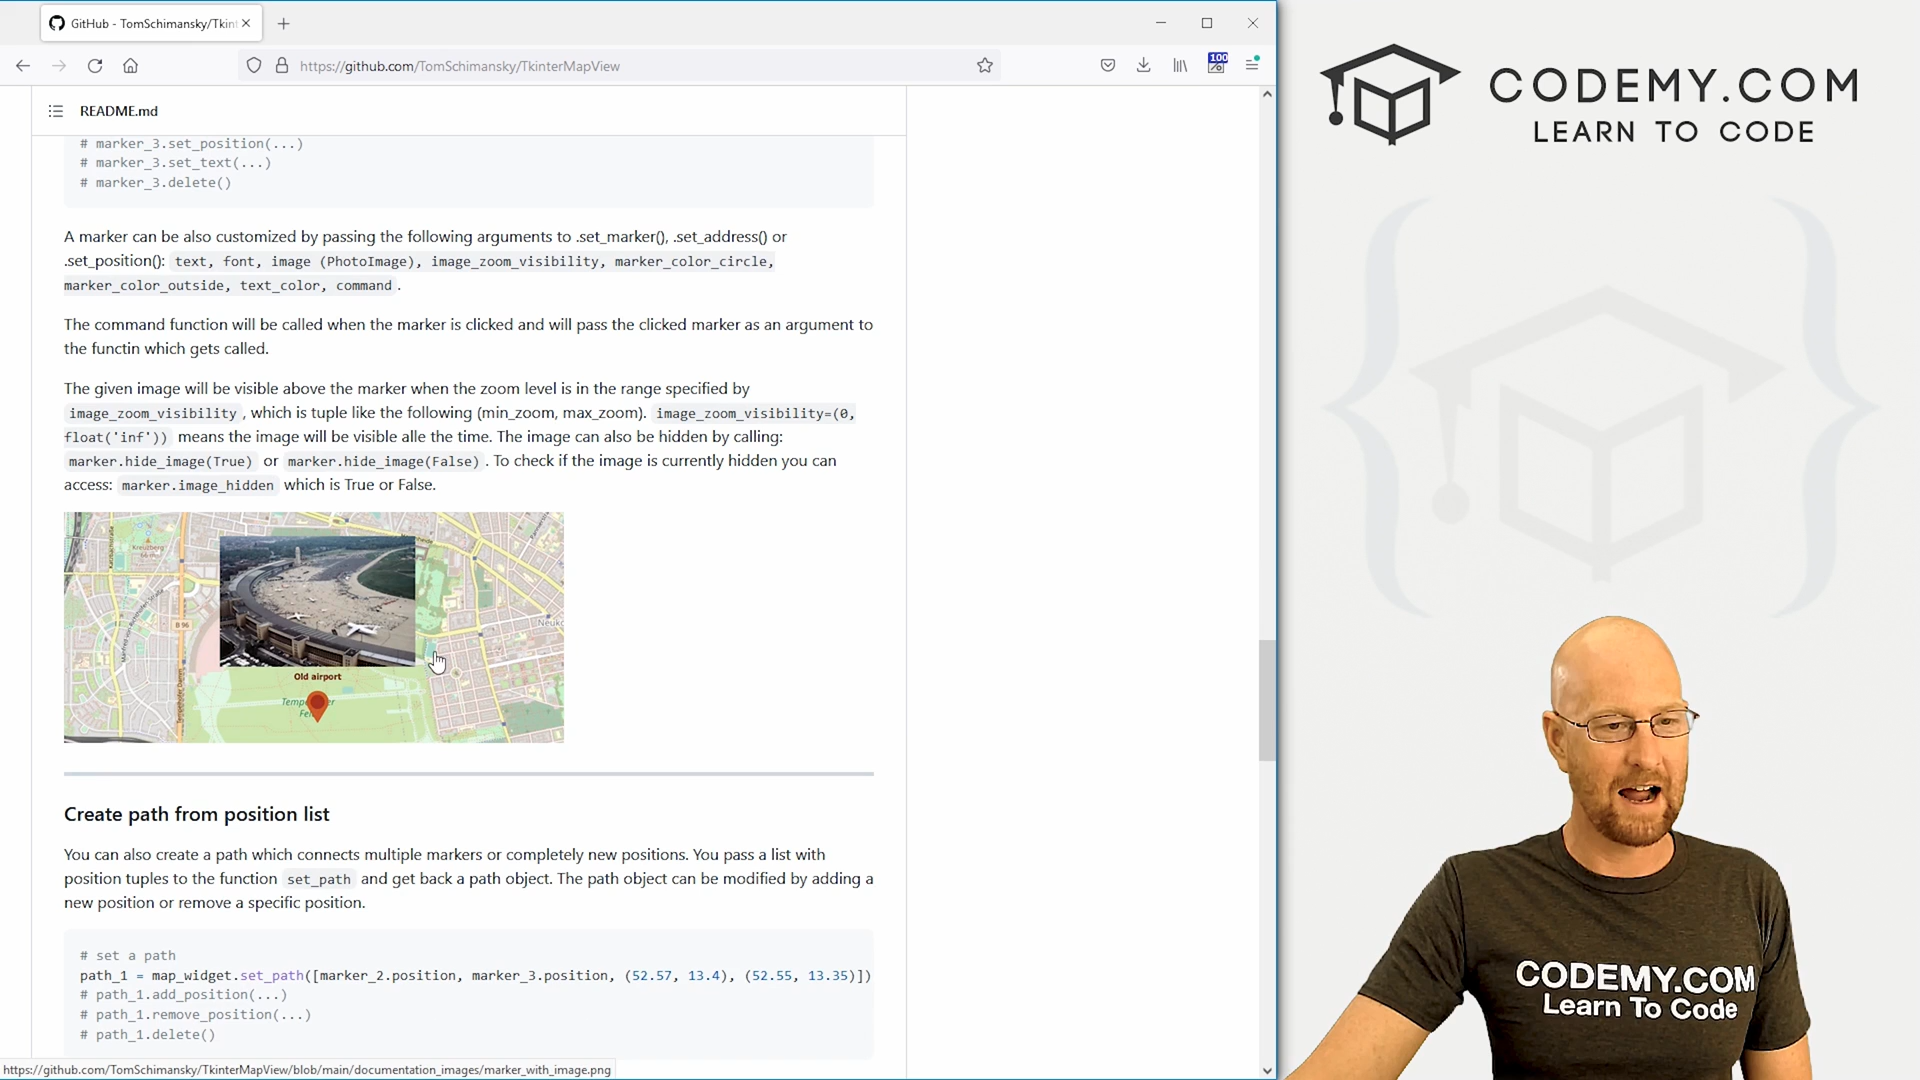 GitHub - TomSchimansky/Tkint
https://github.com/TomSchimansky/TkinterMapView
100
CODEMY.COM
LEARN TO CODE
README.md
# marker_3.set_position(...)
# marker_3.set_text(...)
# marker_3.delete()
A marker can be also customized by passing the following arguments to .set_marker(), .set_address() or
.set_position(): text, font, image (PhotoImage), image_zoom_visibility, marker_color_circle,
marker_color_outside, text_color, command .
The command function will be called when the marker is clicked and will pass the clicked marker as an argument to
the functin which gets called.
The given image will be visible above the marker when the zoom level is in the range specified by
image_zoom_visibility , which is tuple like the following (min_zoom, max_zoom). image_zoom_visibility=(0,
float('inf')) means the image will be visible alle the time. The image can also be hidden by calling:
marker.hide_image(True) or marker.hide_image(False) . To check if the image is currently hidden you can
access: marker.image_hidden which is True or False.
Kreuzberg
B 96
Neuko
Old airport
Create path from position list
You can also create a path which connects multiple markers or completely new positions. You pass a list with
position tuples to the function set_path and get back a path object. The path object can be modified by adding a
new position or remove a specific position.
# set a path
path_1 = map_widget.set_path([marker_2.position, marker_3.position, (52.57, 13.4), (52.55, 13.35)])
# path_1.add_position(...)
# path_1.remove_position(...)
# path_1.delete()
https://github.com/TomSchimansky/TkinterMapView/blob/main/documentation_images/marker_with_image.png
CODEMY.COM
Learn To Code